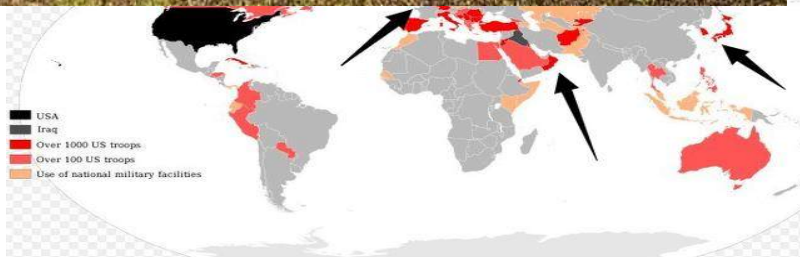 USA
Iraq
Over 1000 US troops
Over 100 US troops
Use of national military facilities